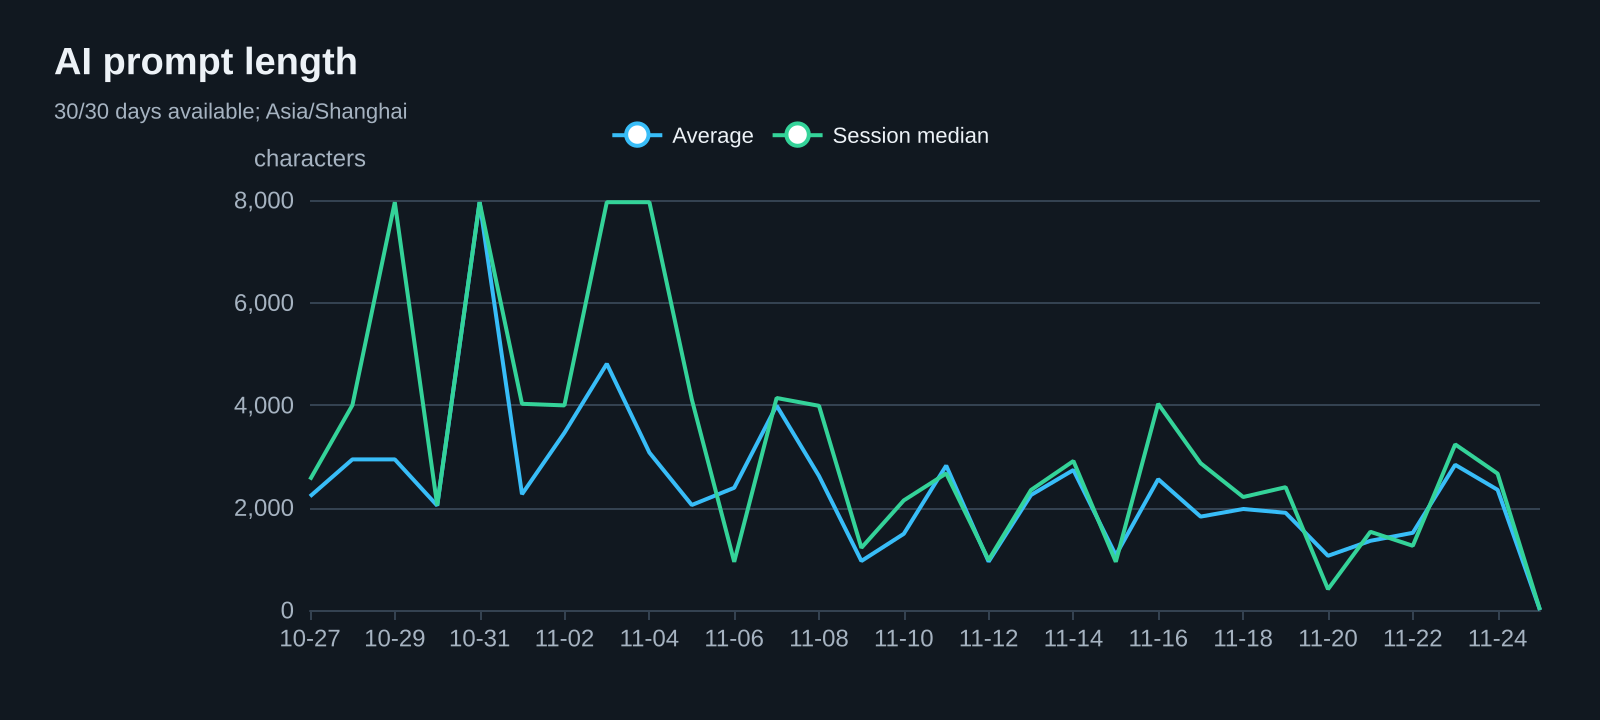 AI prompt length
30/30 days available; Asia/Shanghai
Average Session median
characters
8,000
6,000
4,000
2,000
0
10-27 10-29 10-31 11-02 11-04 11-06 11-08 11-10 11-12 11-14 11-16 11-18 11-20 11-22 11-24